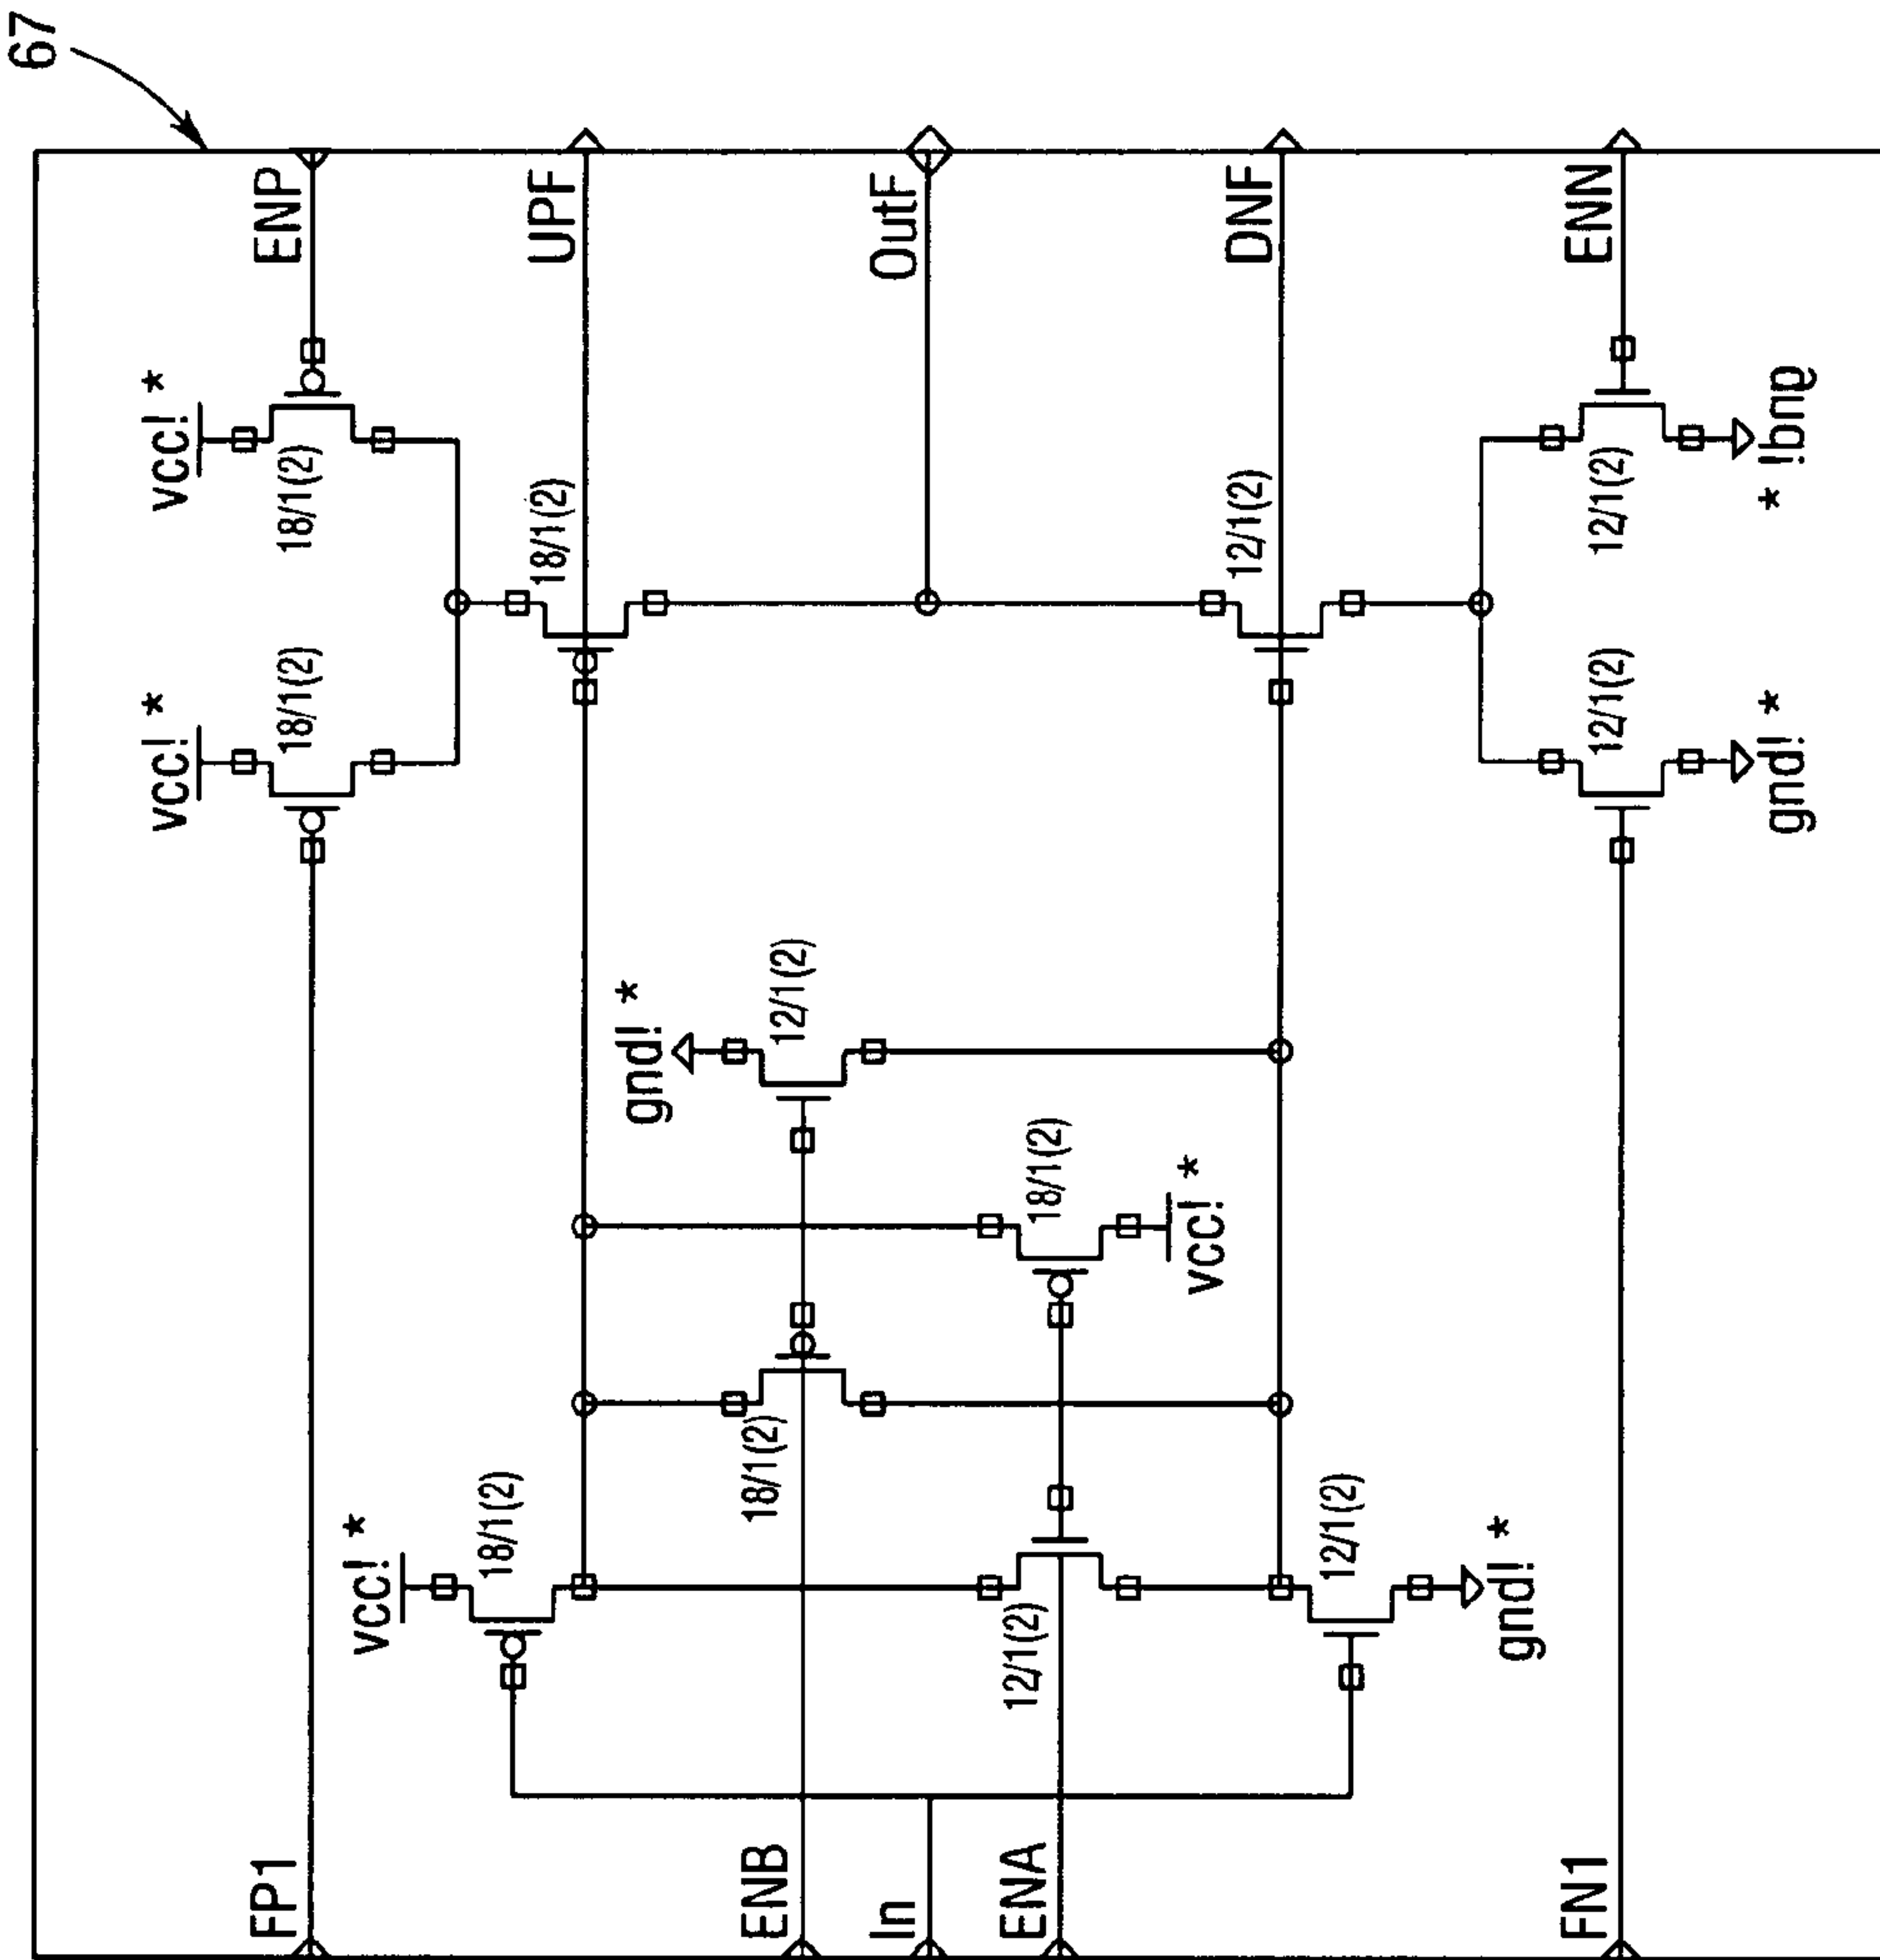 67
FP1
ENB
In
ENA
FN1
ENP
UPF
OutF
DNF
ENN
vcc! *
18/1(2)
vcc! *
18/1(2)
18/1(2)
vcc! *
18/1(2)
18/1(2)
gnd! *
12/1(2)
18/1(2)
vcc! *
12/1(2)
12/1(2)
gnd! *
12/1(2)
12/1(2)
gnd! *
12/1(2)
gnd! *